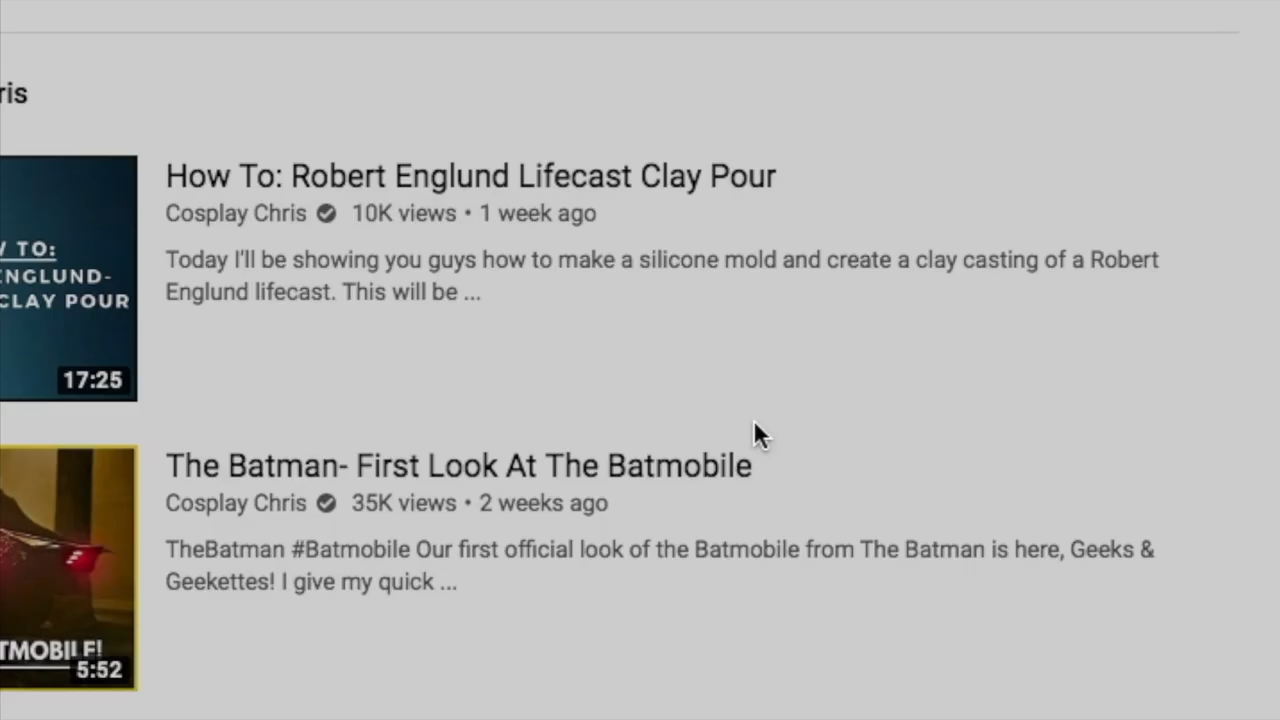 ris
How To: Robert Englund Lifecast Clay Pour
Cosplay Chris 10K views • 1 week ago
Today I'll be showing you guys how to make a silicone mold and create a clay casting of a Robert
Englund lifecast. This will be ...
TO:
ENGLUND-
CLAY POUR
17:25
The Batman- First Look At The Batmobile
Cosplay Chris 35K views • 2 weeks ago
TheBatman #Batmobile Our first official look of the Batmobile from The Batman is here, Geeks &
Geekettes! I give my quick ...
TMOBILE!
5:52